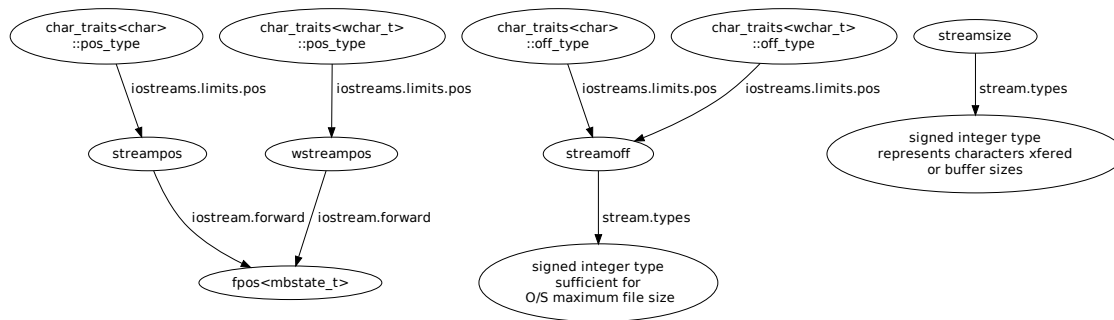 char_traits<char>
::pos_type
char_traits<wchar_t>
::pos_type
char_traits<char>
::off_type
char_traits<wchar_t>
::off_type
streamsize
iostreams.limits.pos
iostreams.limits.pos
iostreams.limits.pos
iostreams.limits.pos
stream.types
streampos
wstreampos
streamoff
signed integer type
represents characters xfered
or buffer sizes
iostream.forward
iostream.forward
stream.types
fpos<mbstate_t>
signed integer type
sufficient for
O/S maximum file size